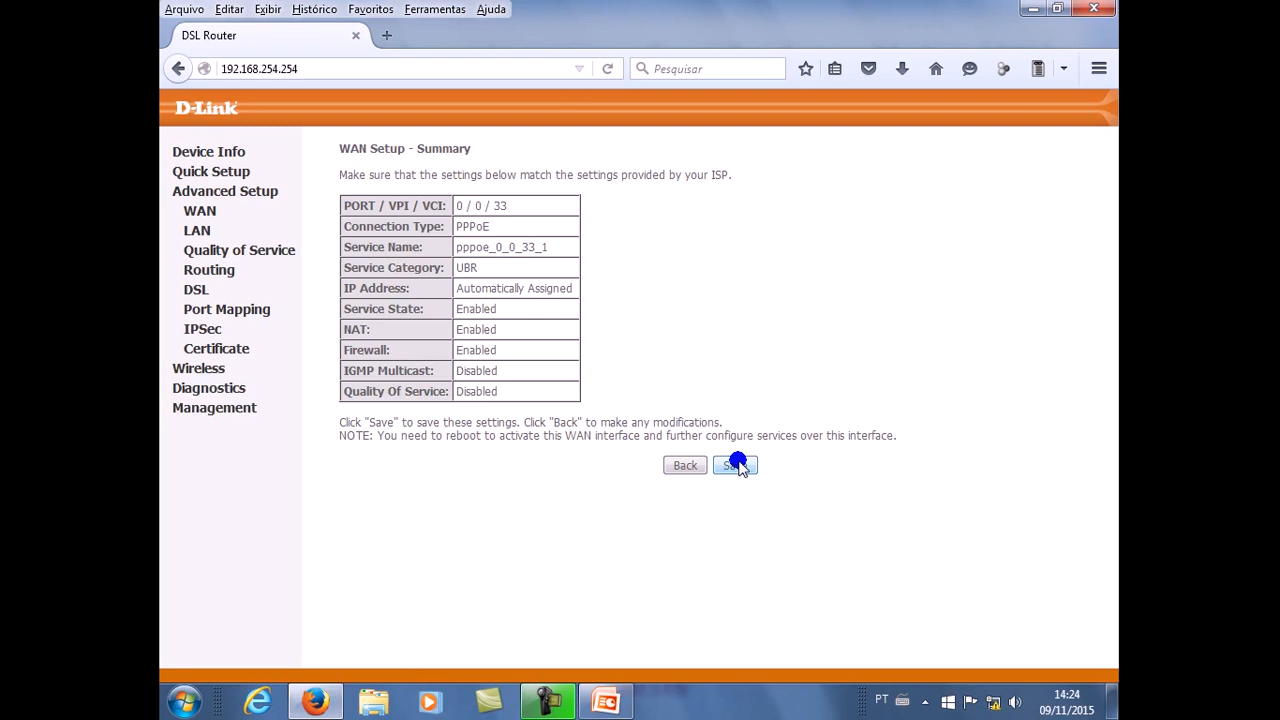 Arquivo Editar Exibir Histórico Favoritos Ferramentas Ajuda
DSL Router
192.168.254.254
Pesquisar
D-Link
Device Info
Quick Setup
Advanced Setup
WAN
LAN
Quality of Service
Routing
DSL
Port Mapping
IPSec
Certificate
Wireless
Diagnostics
Management
WAN Setup - Summary
Make sure that the settings below match the settings provided by your ISP.
PORT / VPI / VCI: 0 / 0 / 33
Connection Type: PPPoE
Service Name: pppoe_0_0_33_1
Service Category: UBR
IP Address: Automatically Assigned
Service State: Enabled
NAT: Enabled
Firewall: Enabled
IGMP Multicast: Disabled
Quality Of Service: Disabled
Click "Save" to save these settings. Click "Back" to make any modifications.
NOTE: You need to reboot to activate this WAN interface and further configure services over this interface.
Back
PT
14:24
09/11/2015